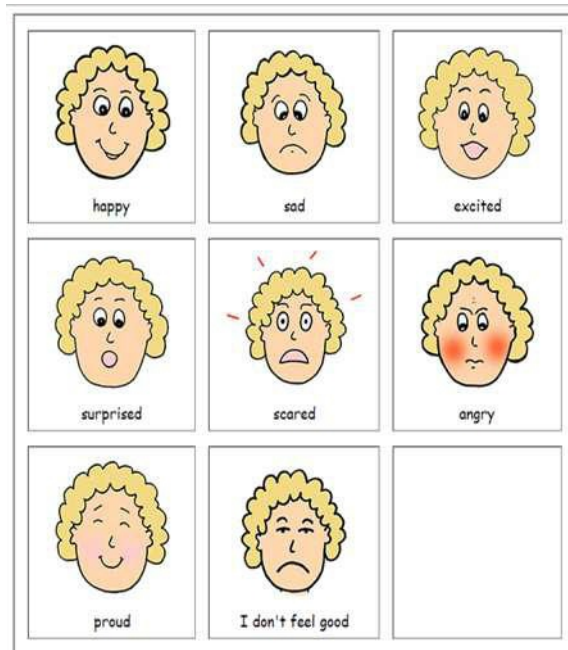 happy
sad
excited
surprised
scared
angry
proud
I don't feel good